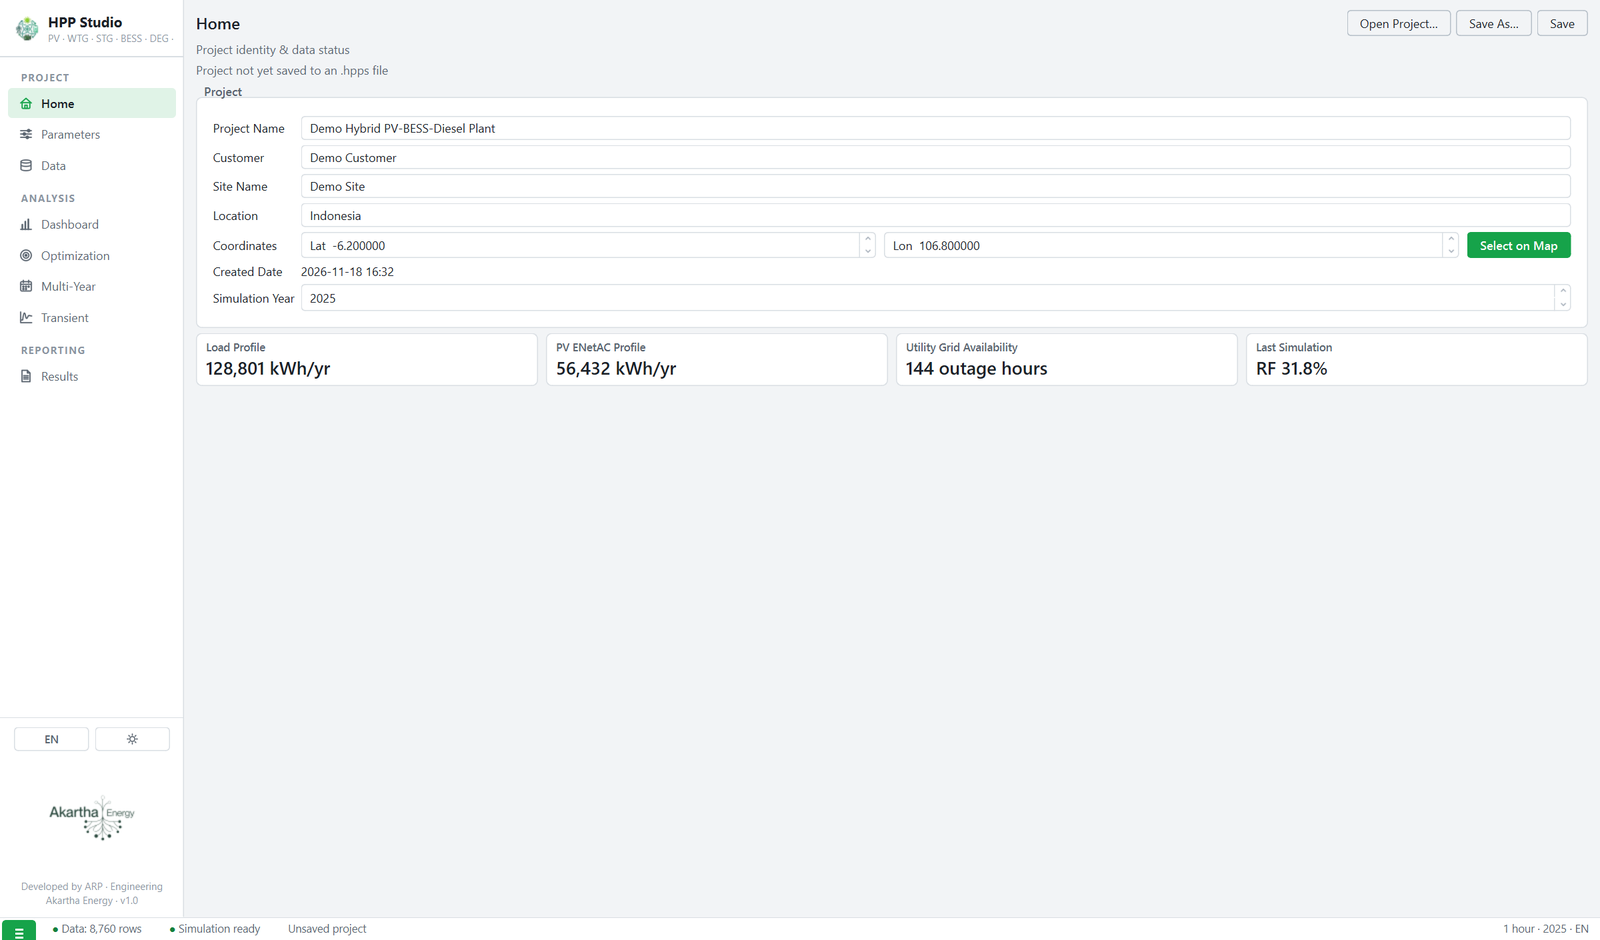 HPP Studio
PV · WTG · STG · BESS · DEG ·
PROJECT
Home
Parameters
Data
ANALYSIS
Dashboard
Optimization
Multi-Year
Transient
REPORTING
Results
EN
Akartha Energy
Developed by ARP · Engineering
Akartha Energy · v1.0
Home
Open Project... Save As... Save
Project identity & data status
Project not yet saved to an .hpps file
Project
Project Name Demo Hybrid PV-BESS-Diesel Plant
Customer Demo Customer
Site Name Demo Site
Location Indonesia
Coordinates Lat -6.200000 Lon 106.800000 Select on Map
Created Date 2026-11-18 16:32
Simulation Year 2025
Load Profile
128,801 kWh/yr
PV ENetAC Profile
56,432 kWh/yr
Utility Grid Availability
144 outage hours
Last Simulation
RF 31.8%
Data: 8,760 rows Simulation ready Unsaved project 1 hour · 2025 · EN